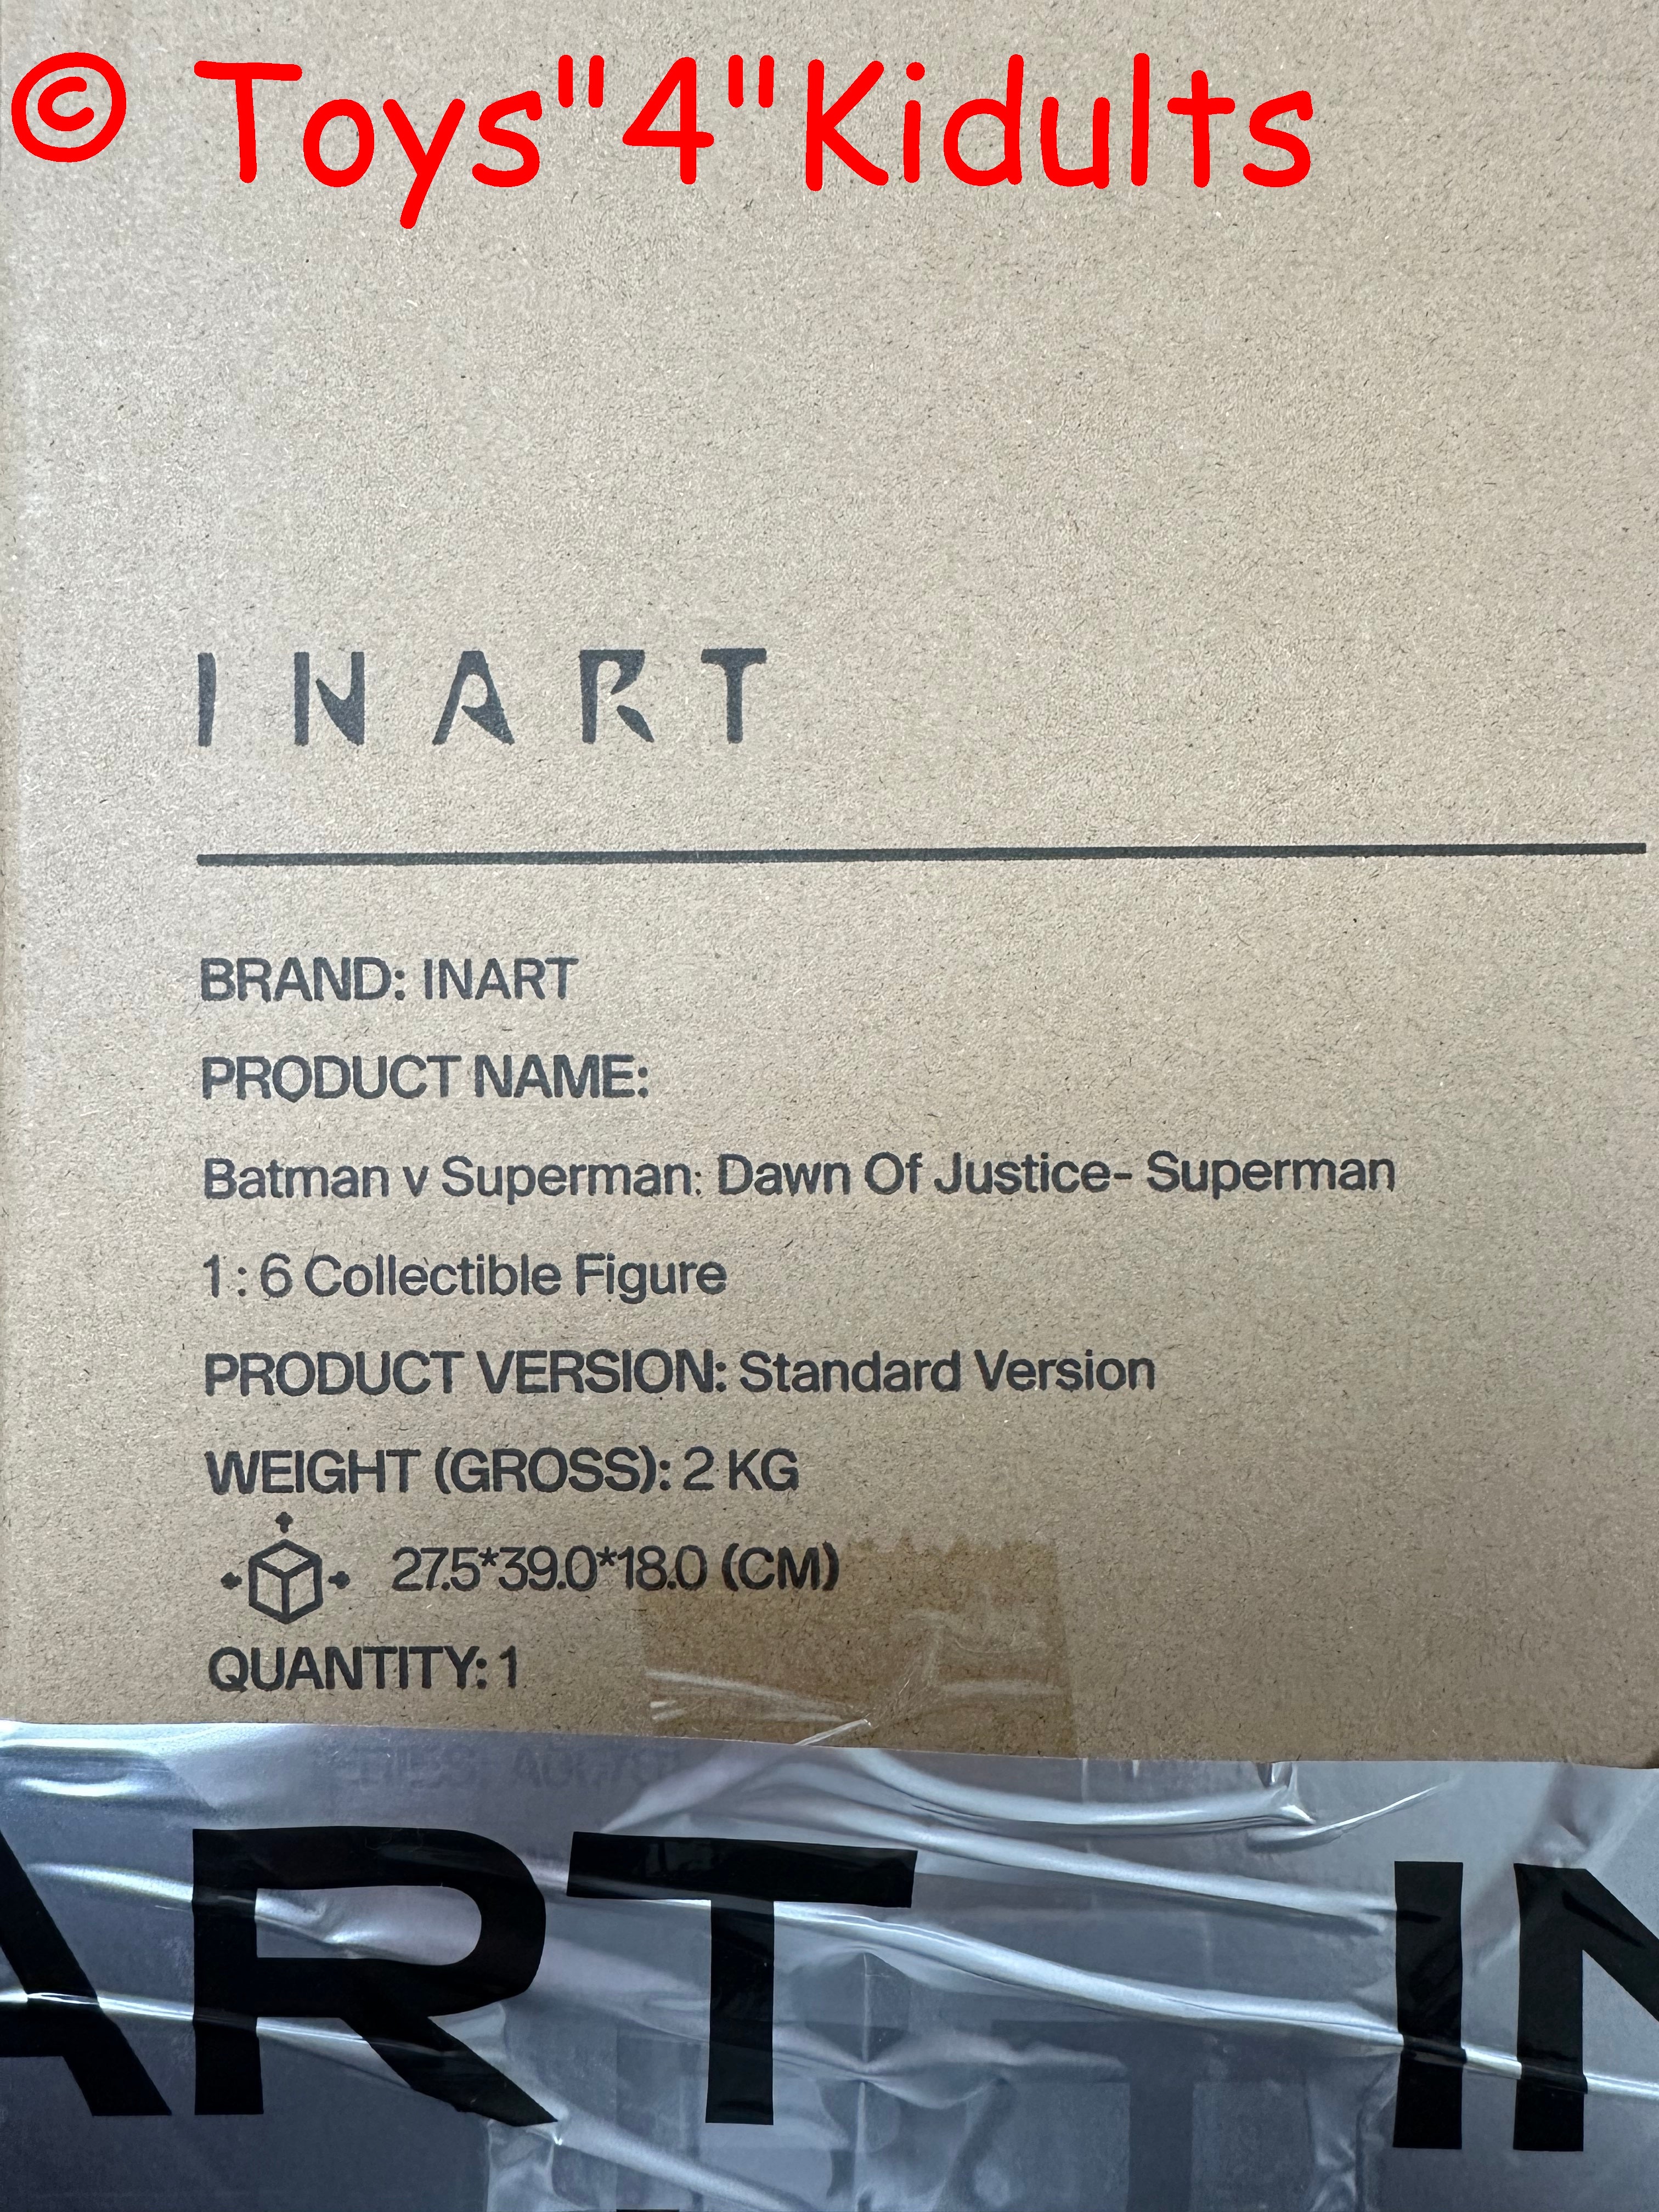 © Toys"4"Kidults
INART
BRAND: INART
PRODUCT NAME:
Batman v Superman: Dawn Of Justice- Superman
1 : 6 Collectible Figure
PRODUCT VERSION: Standard Version
WEIGHT (GROSS): 2 KG
27.5*39.0*18.0 (CM)
QUANTITY: 1
ART IN